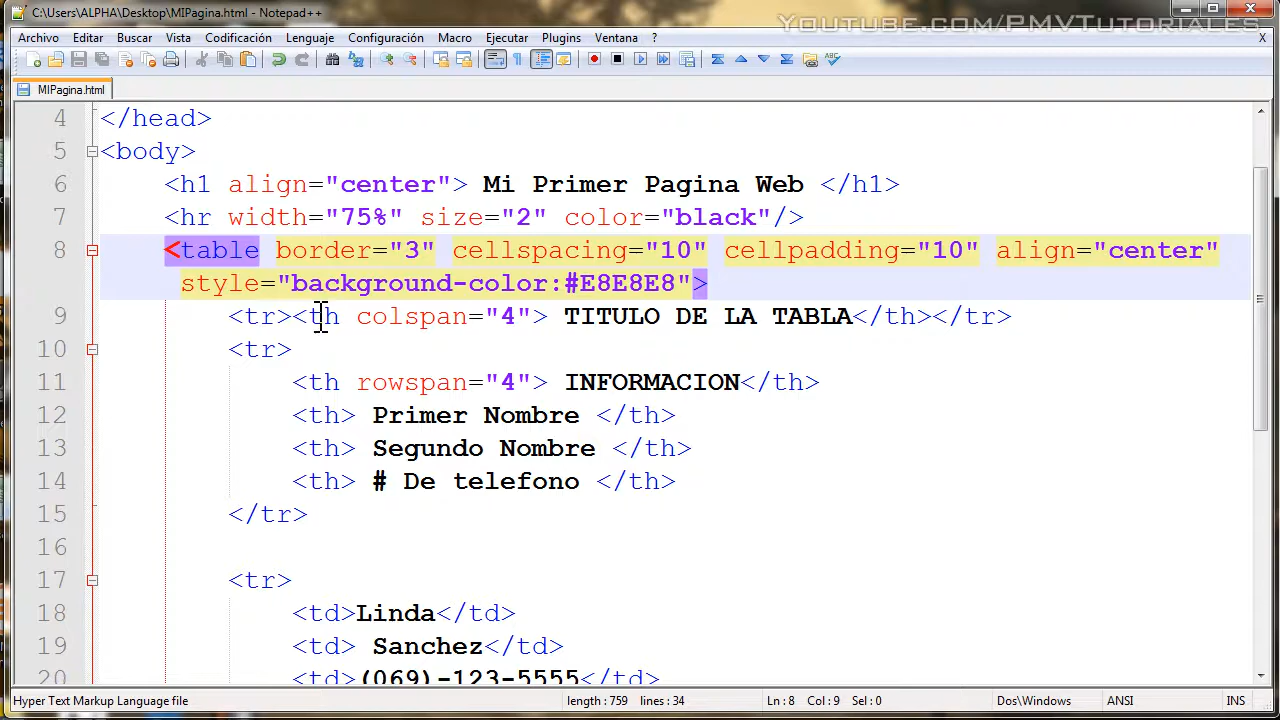 C:\Users\ALPHA\Desktop\MIPagina.html - Notepad++
Youtube.com/PMVTutoriales
Archivo Editar Buscar Vista Codificación Lenguaje Configuración Macro Ejecutar Plugins Ventana ? X
MIPagina.html
4 </head>
5 <body>
6 <h1 align="center"> Mi Primer Pagina Web </h1>
7 <hr width="75%" size="2" color="black"/>
8 <table border="3" cellspacing="10" cellpadding="10" align="center"
style="background-color:#E8E8E8">
9 <tr><th colspan="4"> TITULO DE LA TABLA</th></tr>
10 <tr>
11 <th rowspan="4"> INFORMACION</th>
12 <th> Primer Nombre </th>
13 <th> Segundo Nombre </th>
14 <th> # De telefono </th>
15 </tr>
16
17 <tr>
18 <td>Linda</td>
19 <td> Sanchez</td>
20 <td>(069)-123-5555</td>
Hyper Text Markup Language file length : 759 lines : 34 Ln : 8 Col : 9 Sel : 0 Dos\Windows ANSI INS